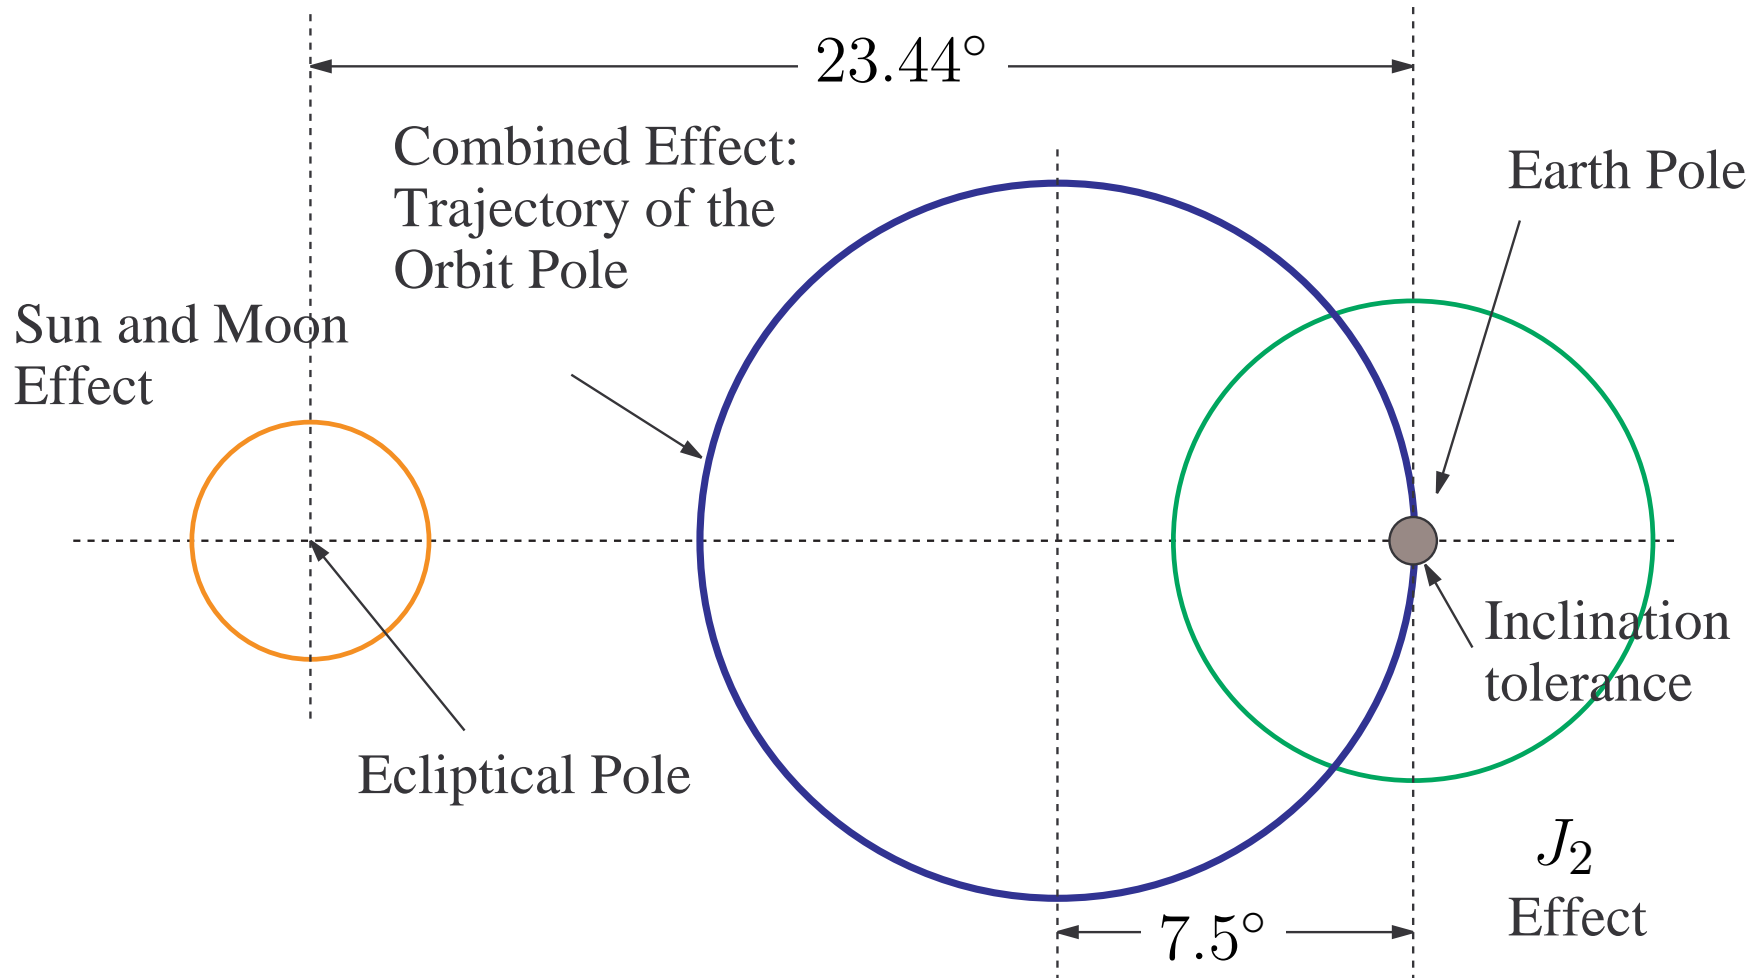 23.44°
Combined Effect:
Trajectory of the
Orbit Pole
Earth Pole
Sun and Moon
Effect
Inclination
tolerance
Ecliptical Pole
J₂
Effect
7.5°